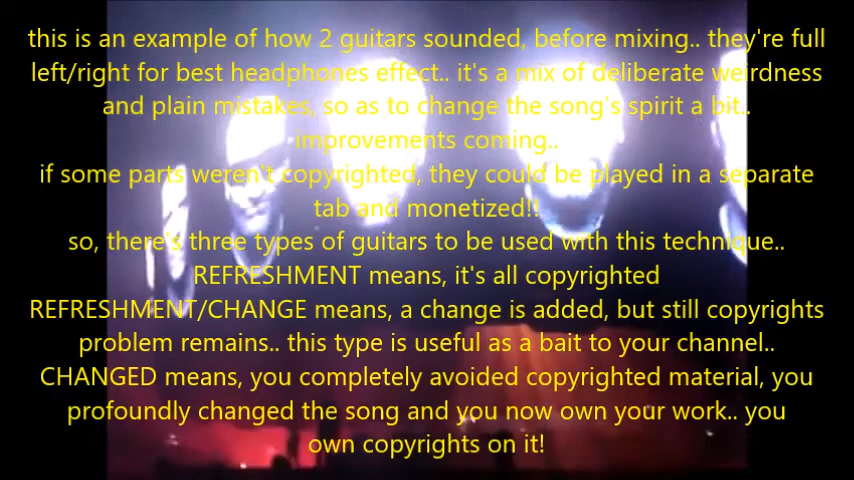 this is an example of how 2 guitars sounded, before mixing.. they're full
left/right for best headphones effect.. it's a mix of deliberate weirdness
and plain mistakes, so as to change the song's spirit a bit..
improvements coming..
if some parts weren't copyrighted, they could be played in a separate
tab and monetized!!
so, there's three types of guitars to be used with this technique..
REFRESHMENT means, it's all copyrighted
REFRESHMENT/CHANGE means, a change is added, but still copyrights
problem remains.. this type is useful as a bait to your channel..
CHANGED means, you completely avoided copyrighted material, you
profoundly changed the song and you now own your work.. you
own copyrights on it!